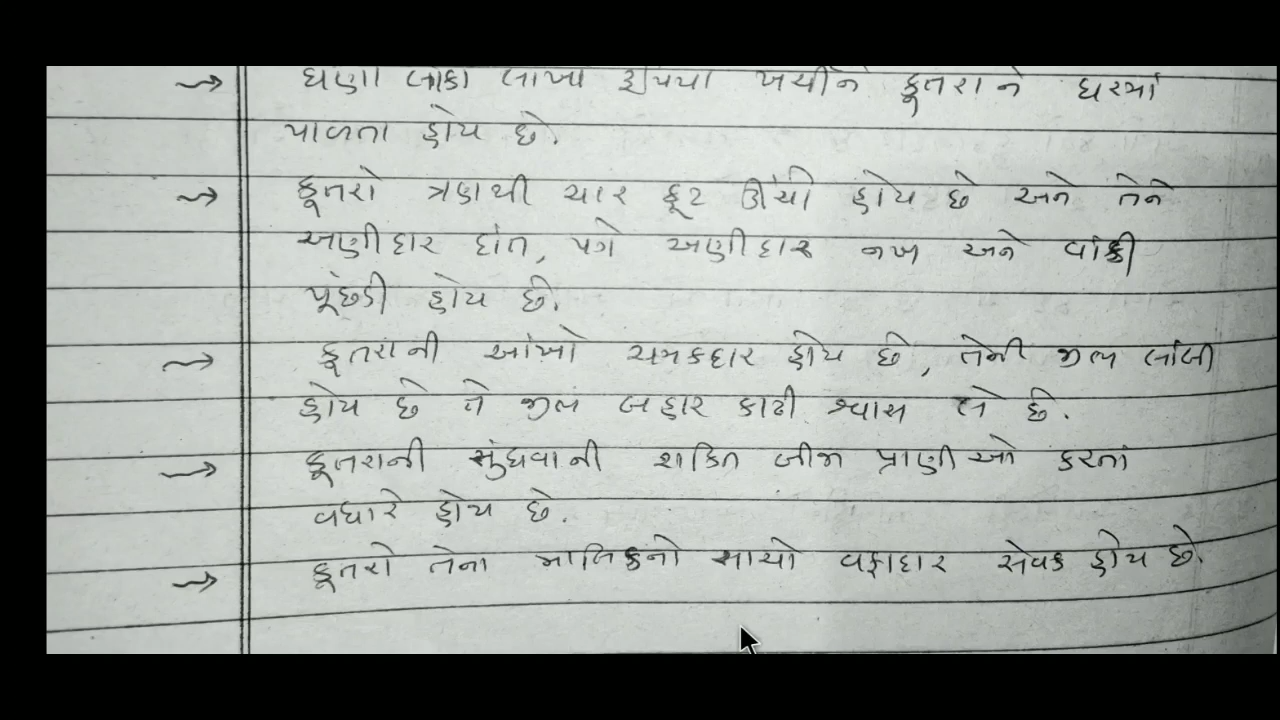 ઘણા લોકો લાખો રૂપિયા ખર્ચીને કૂતરાને ઘરમાં
પાળતા હોય છે.
કૂતરો ત્રણથી ચાર ફૂટ ઊંચો હોય છે અને તેને
અણીદાર દાંત, પગે અણીદાર નખ અને વાંકી
પૂંછડી હોય છે.
કૂતરાની આંખો ચમકદાર હોય છે, તેની જીભ લાંબી
હોય છે તે જીભ બહાર કાઢી શ્વાસ લે છે.
કૂતરાની સુંઘવાની શક્તિ બીજા પ્રાણીઓ કરતાં
વધારે હોય છે.
કૂતરો તેના માલિકનો સાચો વફાદાર સેવક હોય છે.